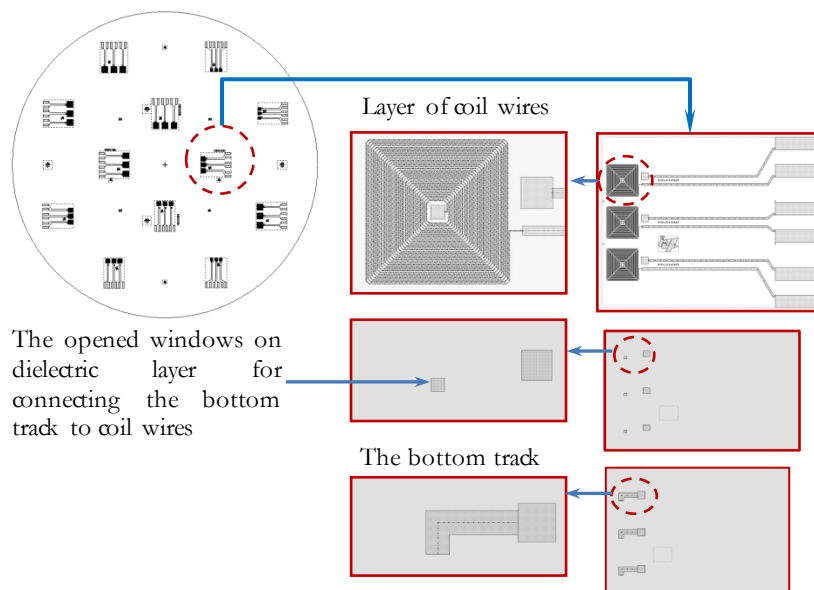 Layer of coil wires
The opened windows on
dielectric layer for
connecting the bottom
track to coil wires
The bottom track